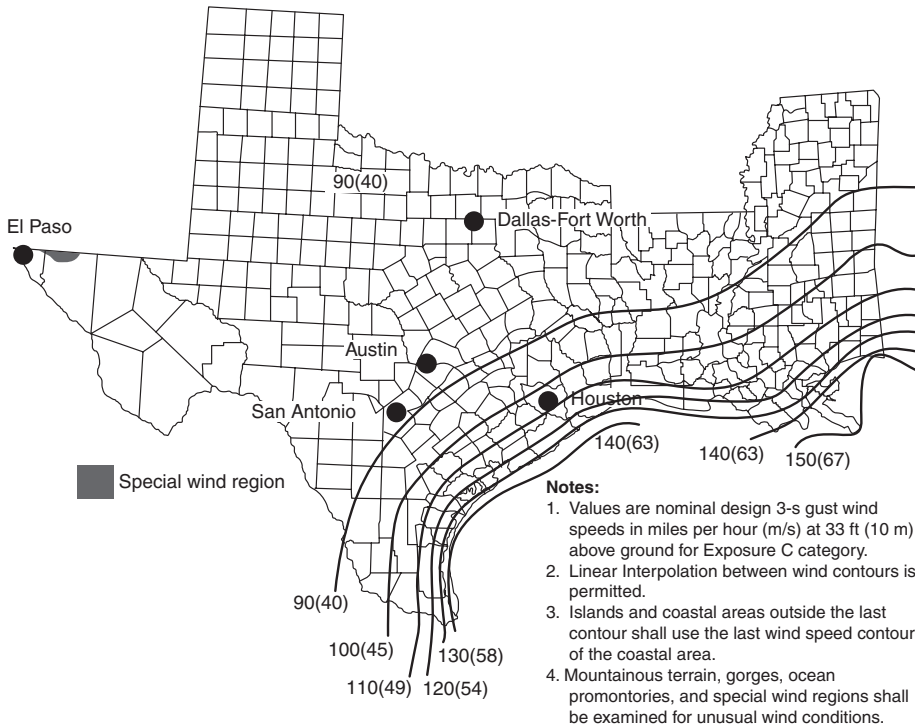 90(40)
El Paso
Dallas-Fort Worth
Austin
San Antonio
Houston
140(63)
140(63)
150(67)
Special wind region
90(40)
100(45)
110(49)
120(54)
130(58)
Notes:
1. Values are nominal design 3-s gust wind
speeds in miles per hour (m/s) at 33 ft (10 m)
above ground for Exposure C category.
2. Linear Interpolation between wind contours is
permitted.
3. Islands and coastal areas outside the last
contour shall use the last wind speed contour
of the coastal area.
4. Mountainous terrain, gorges, ocean
promontories, and special wind regions shall
be examined for unusual wind conditions.